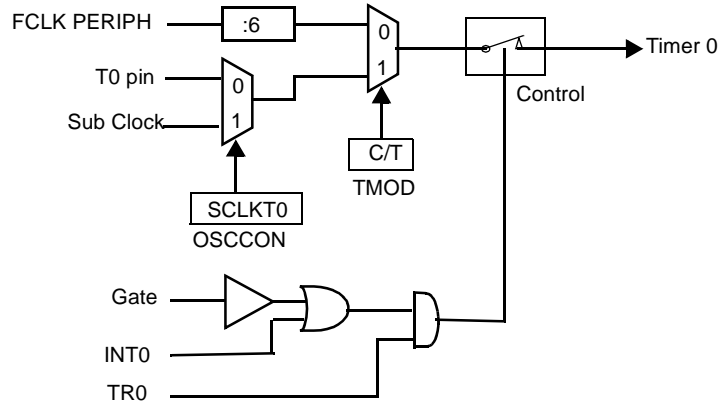 FCLK PERIPH
:6
0
Timer 0
T0 pin
0
1
Control
Sub Clock
1
C/T
TMOD
SCLKT0
OSCCON
Gate
INT0
TR0